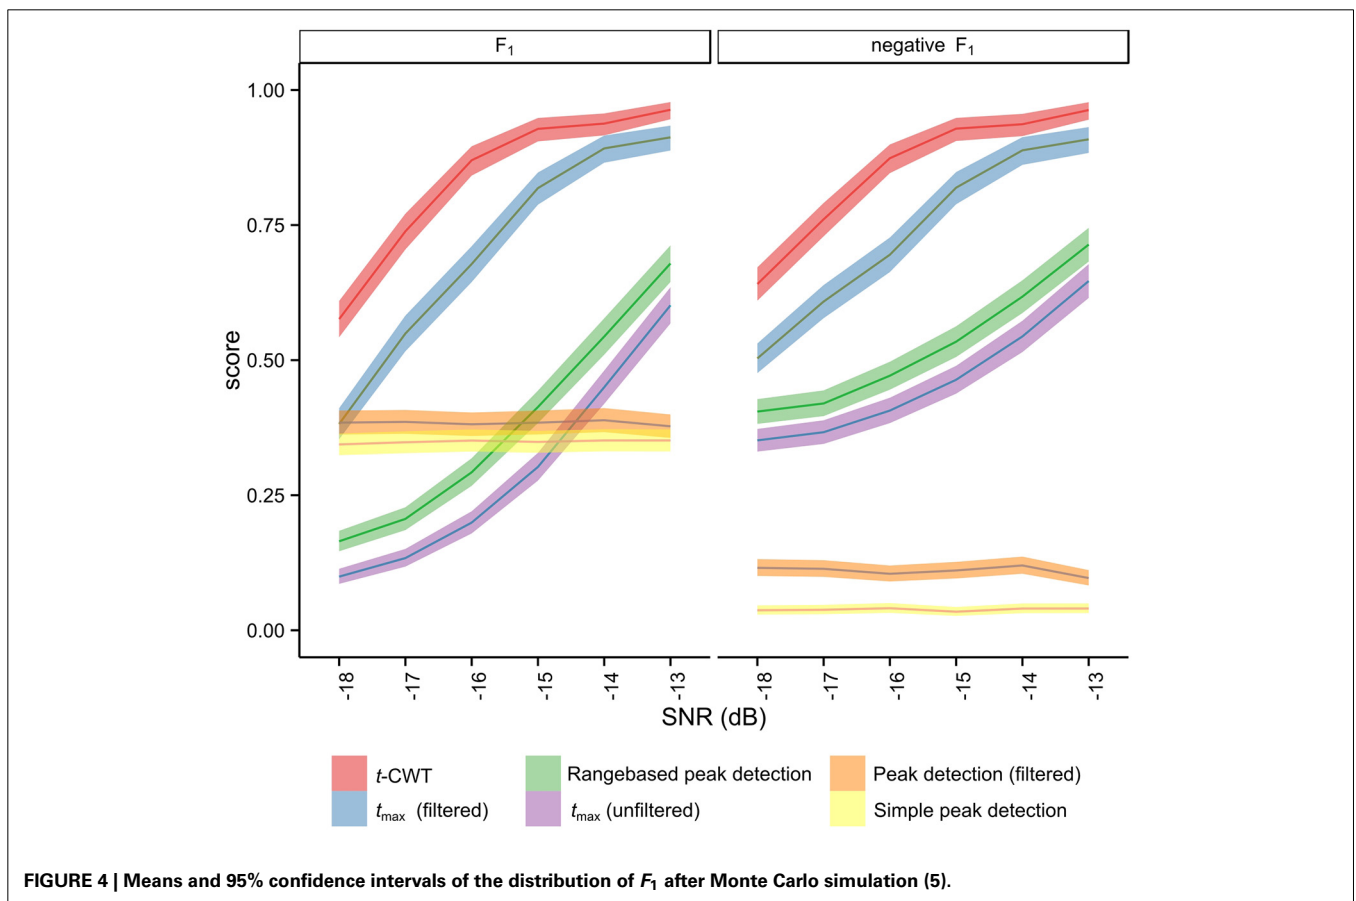 F1
negative F1
1.00
0.75
0.50
0.25
0.00
score
-18 -17 -16 -15 -14 -13 -18 -17 -16 -15 -14 -13
SNR (dB)
t-CWT Rangebased peak detection Peak detection (filtered)
tmax (filtered) tmax (unfiltered) Simple peak detection
FIGURE 4 | Means and 95% confidence intervals of the distribution of F1 after Monte Carlo simulation (5).